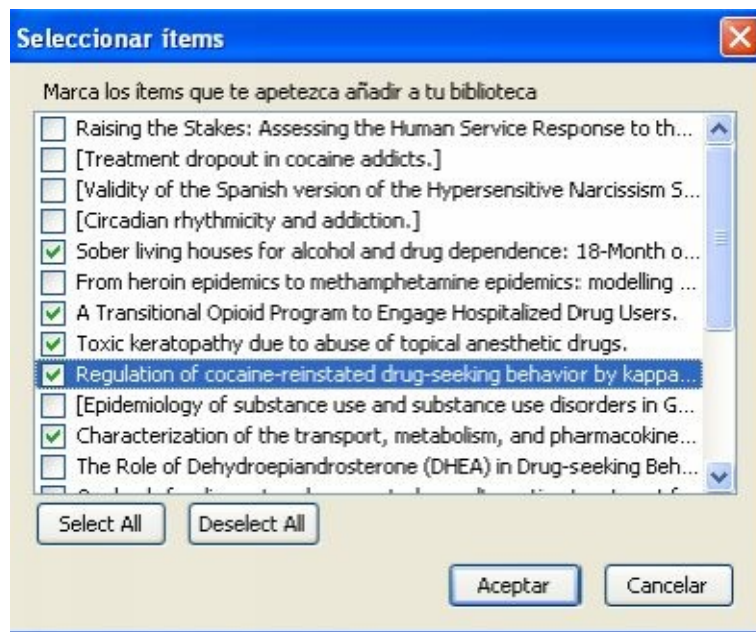 Seleccionar ítems
Marca los ítems que te apetezca añadir a tu biblioteca
Raising the Stakes: Assessing the Human Service Response to th...
[Treatment dropout in cocaine addicts.]
[Validity of the Spanish version of the Hypersensitive Narcissism S...
[Circadian rhythmicity and addiction.]
Sober living houses for alcohol and drug dependence: 18-Month o...
From heroin epidemics to methamphetamine epidemics: modelling ...
A Transitional Opioid Program to Engage Hospitalized Drug Users.
Toxic keratopathy due to abuse of topical anesthetic drugs.
Regulation of cocaine-reinstated drug-seeking behavior by kappa...
[Epidemiology of substance use and substance use disorders in G...
Characterization of the transport, metabolism, and pharmacokine...
The Role of Dehydroepiandrosterone (DHEA) in Drug-seeking Beh...
Select All
Deselect All
Aceptar
Cancelar